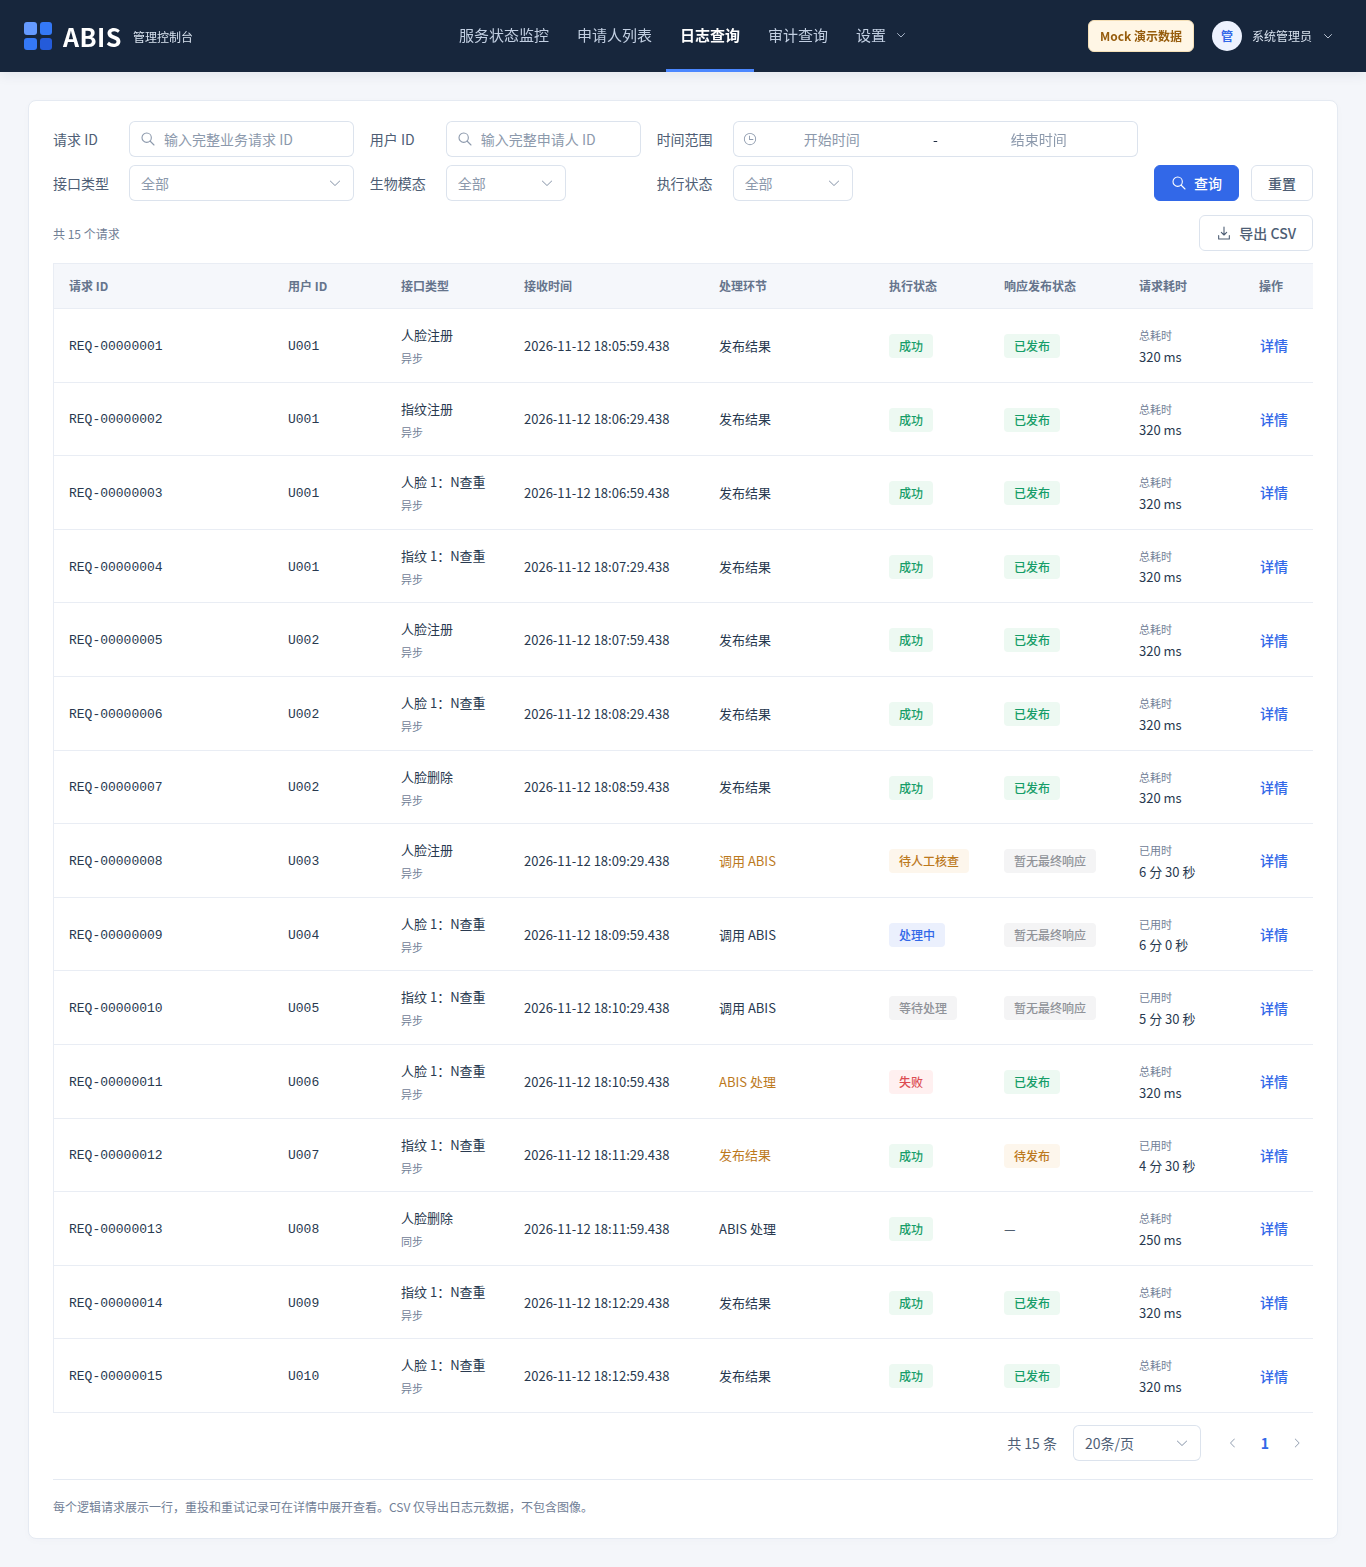 ABIS 管理控制台 服务状态监控 申请人列表 日志查询 审计查询 设置 Mock 演示数据 管 系统管理员
请求 ID 输入完整业务请求 ID 用户 ID 输入完整申请人 ID 时间范围 开始时间 - 结束时间
接口类型 全部 生物模态 全部 执行状态 全部 查询 重置
共 15 个请求 导出 CSV
请求 ID 用户 ID 接口类型 接收时间 处理环节 执行状态 响应发布状态 请求耗时 操作
REQ-00000001 U001 人脸注册 异步 2026-11-12 18:05:59.438 发布结果 成功 已发布 总耗时 320 ms 详情
REQ-00000002 U001 指纹注册 异步 2026-11-12 18:06:29.438 发布结果 成功 已发布 总耗时 320 ms 详情
REQ-00000003 U001 人脸 1：N查重 异步 2026-11-12 18:06:59.438 发布结果 成功 已发布 总耗时 320 ms 详情
REQ-00000004 U001 指纹 1：N查重 异步 2026-11-12 18:07:29.438 发布结果 成功 已发布 总耗时 320 ms 详情
REQ-00000005 U002 人脸注册 异步 2026-11-12 18:07:59.438 发布结果 成功 已发布 总耗时 320 ms 详情
REQ-00000006 U002 人脸 1：N查重 异步 2026-11-12 18:08:29.438 发布结果 成功 已发布 总耗时 320 ms 详情
REQ-00000007 U002 人脸删除 异步 2026-11-12 18:08:59.438 发布结果 成功 已发布 总耗时 320 ms 详情
REQ-00000008 U003 人脸注册 异步 2026-11-12 18:09:29.438 调用 ABIS 待人工核查 暂无最终响应 已用时 6 分 30 秒 详情
REQ-00000009 U004 人脸 1：N查重 异步 2026-11-12 18:09:59.438 调用 ABIS 处理中 暂无最终响应 已用时 6 分 0 秒 详情
REQ-00000010 U005 指纹 1：N查重 异步 2026-11-12 18:10:29.438 调用 ABIS 等待处理 暂无最终响应 已用时 5 分 30 秒 详情
REQ-00000011 U006 人脸 1：N查重 异步 2026-11-12 18:10:59.438 ABIS 处理 失败 已发布 总耗时 320 ms 详情
REQ-00000012 U007 指纹 1：N查重 异步 2026-11-12 18:11:29.438 发布结果 成功 待发布 已用时 4 分 30 秒 详情
REQ-00000013 U008 人脸删除 同步 2026-11-12 18:11:59.438 ABIS 处理 成功 — 总耗时 250 ms 详情
REQ-00000014 U009 指纹 1：N查重 异步 2026-11-12 18:12:29.438 发布结果 成功 已发布 总耗时 320 ms 详情
REQ-00000015 U010 人脸 1：N查重 异步 2026-11-12 18:12:59.438 发布结果 成功 已发布 总耗时 320 ms 详情
共 15 条 20条/页 1
每个逻辑请求展示一行，重投和重试记录可在详情中展开查看。CSV 仅导出日志元数据，不包含图像。